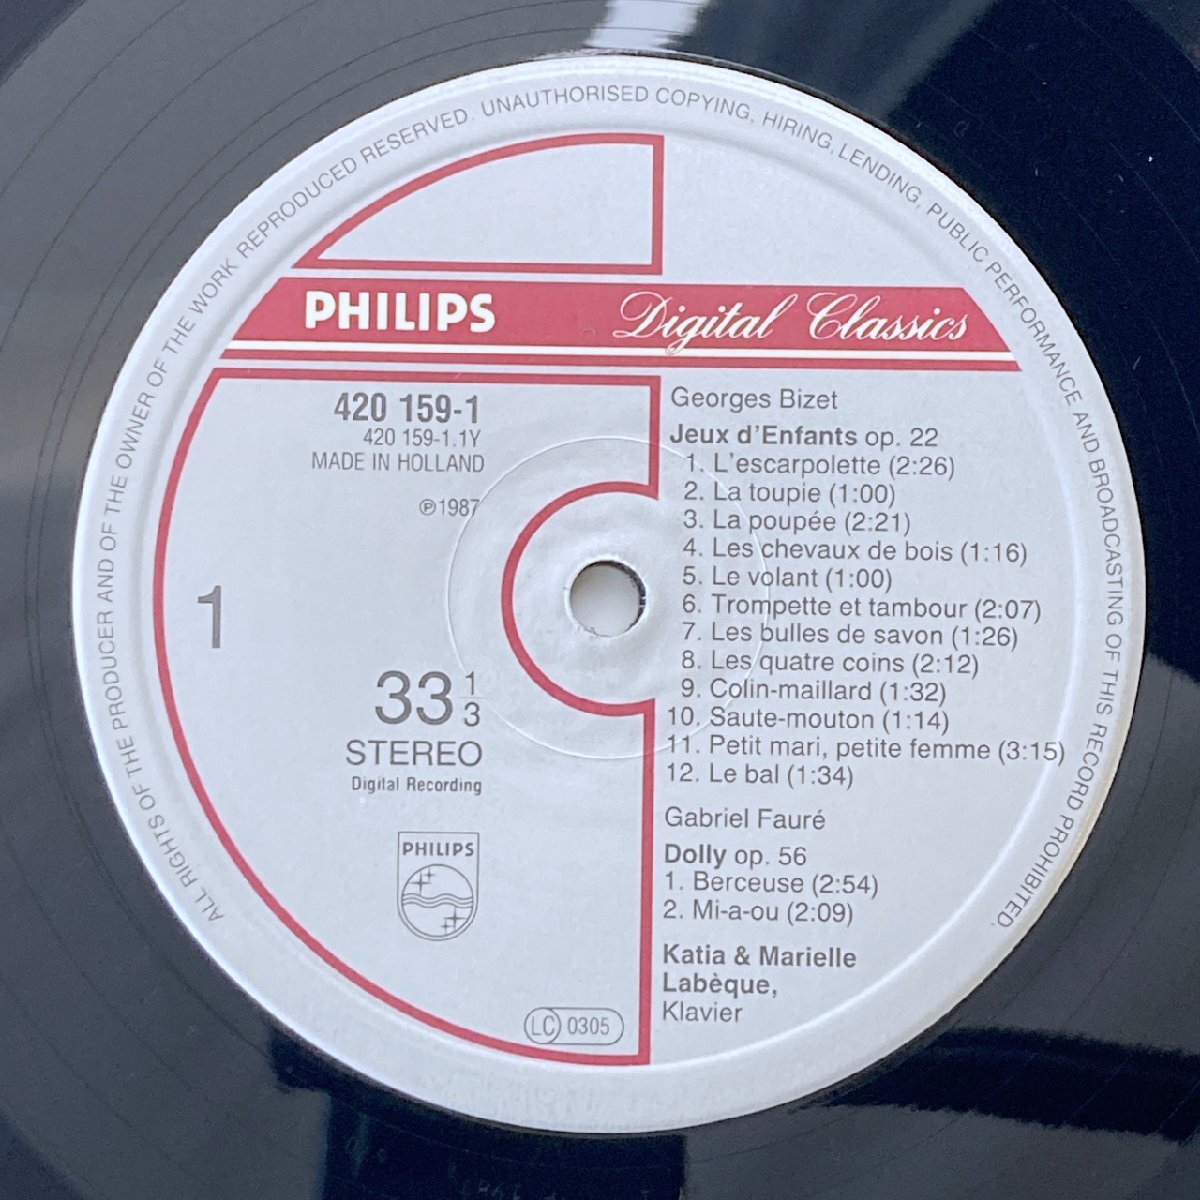 ALL RIGHTS OF THE PRODUCER AND OF THE OWNER OF THE WORK REPRODUCED RESERVED UNAUTHORISED COPYING, HIRING, LENDING, PUBLIC PERFORMANCE AND BROADCASTING OF THIS RECORD PROHIBITED.
PHILIPS Digital Classics
420 159-1
420 159-1.1Y
MADE IN HOLLAND
℗1987
1
33 1/3
STEREO
Digital Recording
PHILIPS
LC 0305
Georges Bizet
Jeux d'Enfants op. 22
1. L'escarpolette (2:26)
2. La toupie (1:00)
3. La poupée (2:21)
4. Les chevaux de bois (1:16)
5. Le volant (1:00)
6. Trompette et tambour (2:07)
7. Les bulles de savon (1:26)
8. Les quatre coins (2:12)
9. Colin-maillard (1:32)
10. Saute-mouton (1:14)
11. Petit mari, petite femme (3:15)
12. Le bal (1:34)
Gabriel Fauré
Dolly op. 56
1. Berceuse (2:54)
2. Mi-a-ou (2:09)
Katia & Marielle
Labèque,
Klavier